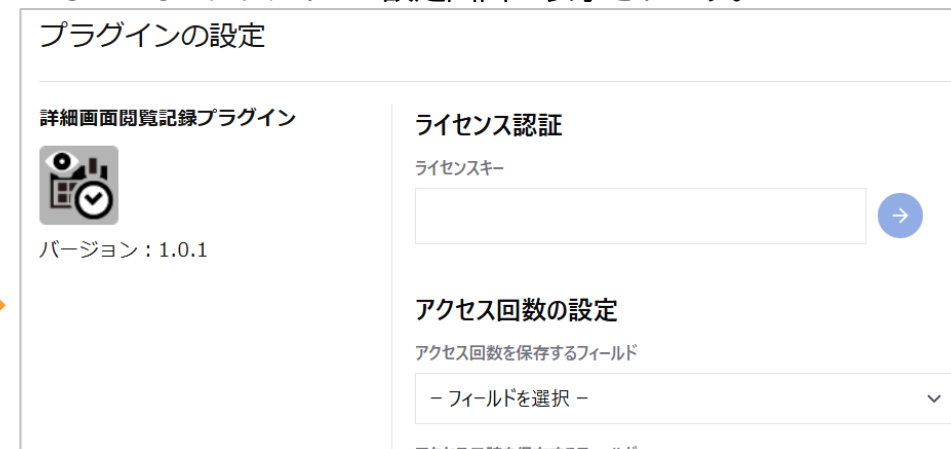 プラグインの設定
詳細画面閲覧記録プラグイン
バージョン：1.0.1
ライセンス認証
ライセンスキー
アクセス回数の設定
アクセス回数を保存するフィールド
– フィールドを選択 –